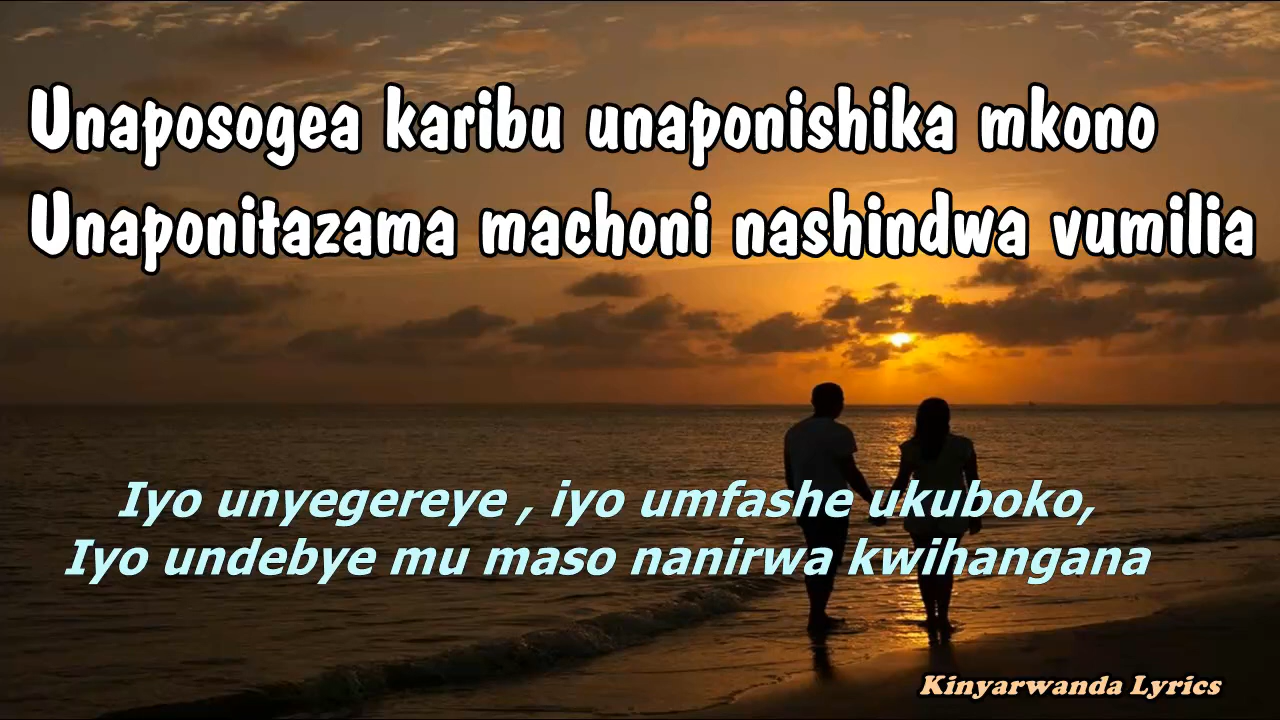 Unaposogea karibu unaponishika mkono
Unaponitazama machoni nashindwa vumilia
Iyo unyegereye , iyo umfashe ukuboko,
Iyo undebye mu maso nanirwa kwihangana
Kinyarwanda Lyrics